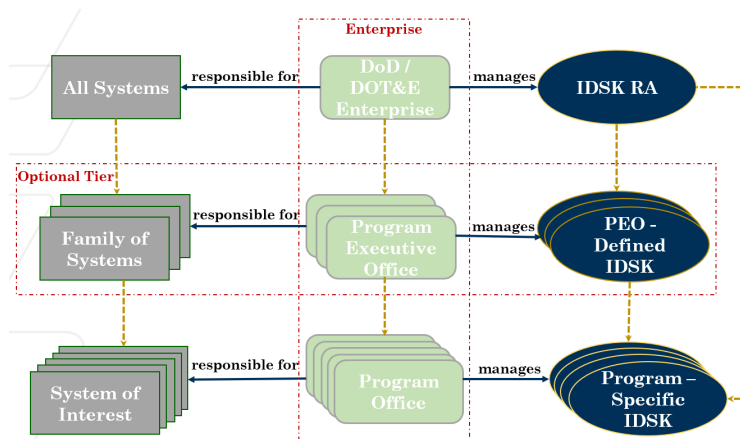 Enterprise
All Systems
responsible for
DoD /
DOT&E
Enterprise
manages
IDSK RA
Optional Tier
Family of
Systems
responsible for
Program
Executive
Office
manages
PEO -
Defined
IDSK
System of
Interest
responsible for
Program
Office
manages
Program –
Specific
IDSK